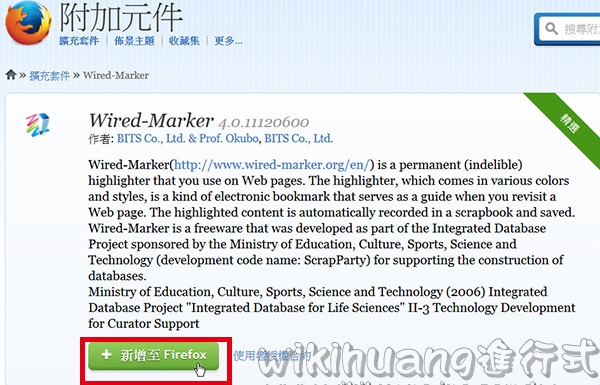 附加元件
擴充套件 | 佈景主題 | 收藏集 | 更多...
搜尋附
» 擴充套件 » Wired-Marker
Wired-Marker 4.0.11120600
精選
作者: BITS Co., Ltd. & Prof. Okubo, BITS Co., Ltd.
Wired-Marker(http://www.wired-marker.org/en/) is a permanent (indelible)
highlighter that you use on Web pages. The highlighter, which comes in various colors
and styles, is a kind of electronic bookmark that serves as a guide when you revisit a
Web page. The highlighted content is automatically recorded in a scrapbook and saved.
Wired-Marker is a freeware that was developed as part of the Integrated Database
Project sponsored by the Ministry of Education, Culture, Sports, Science and
Technology (development code name: ScrapParty) for supporting the construction of
databases.
Ministry of Education, Culture, Sports, Science and Technology (2006) Integrated
Database Project "Integrated Database for Life Sciences" II-3 Technology Development
for Curator Support
+ 新增至 Firefox
使用者授權合約
wikihuang進行式